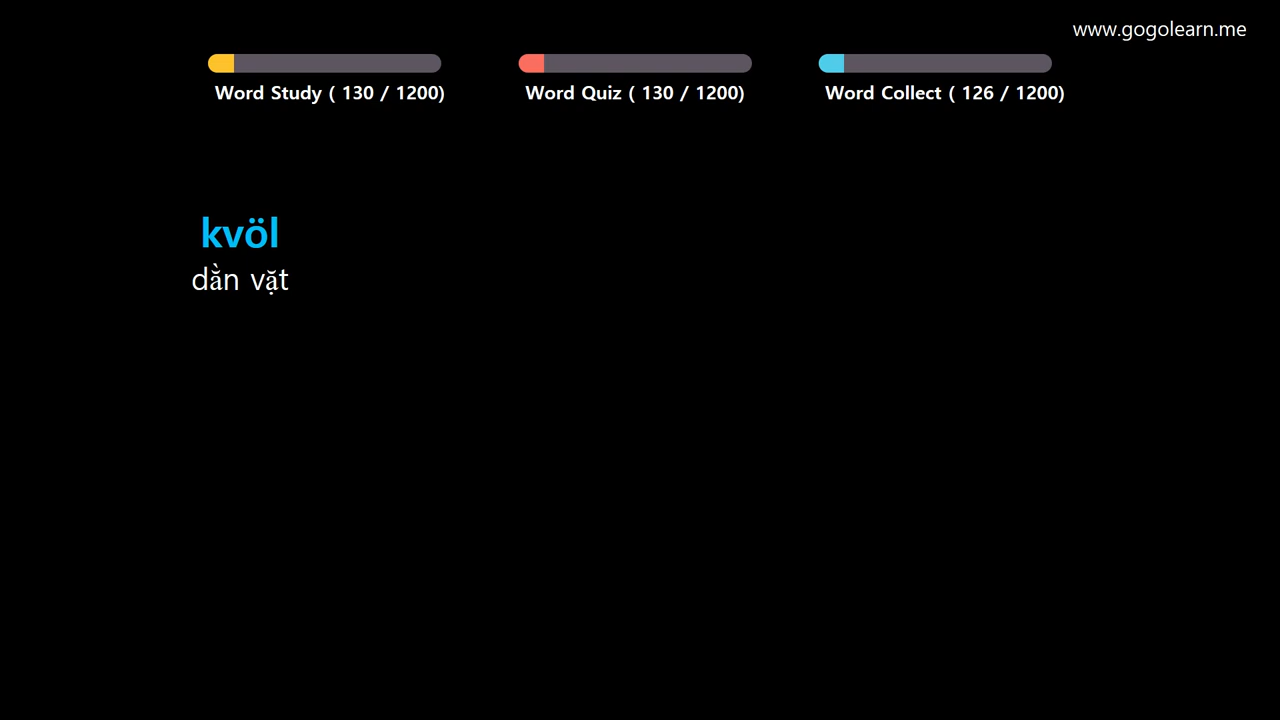 www.gogolearn.me
Word Study ( 130 / 1200)
Word Quiz ( 130 / 1200)
Word Collect ( 126 / 1200)
kvöl
dằn vặt